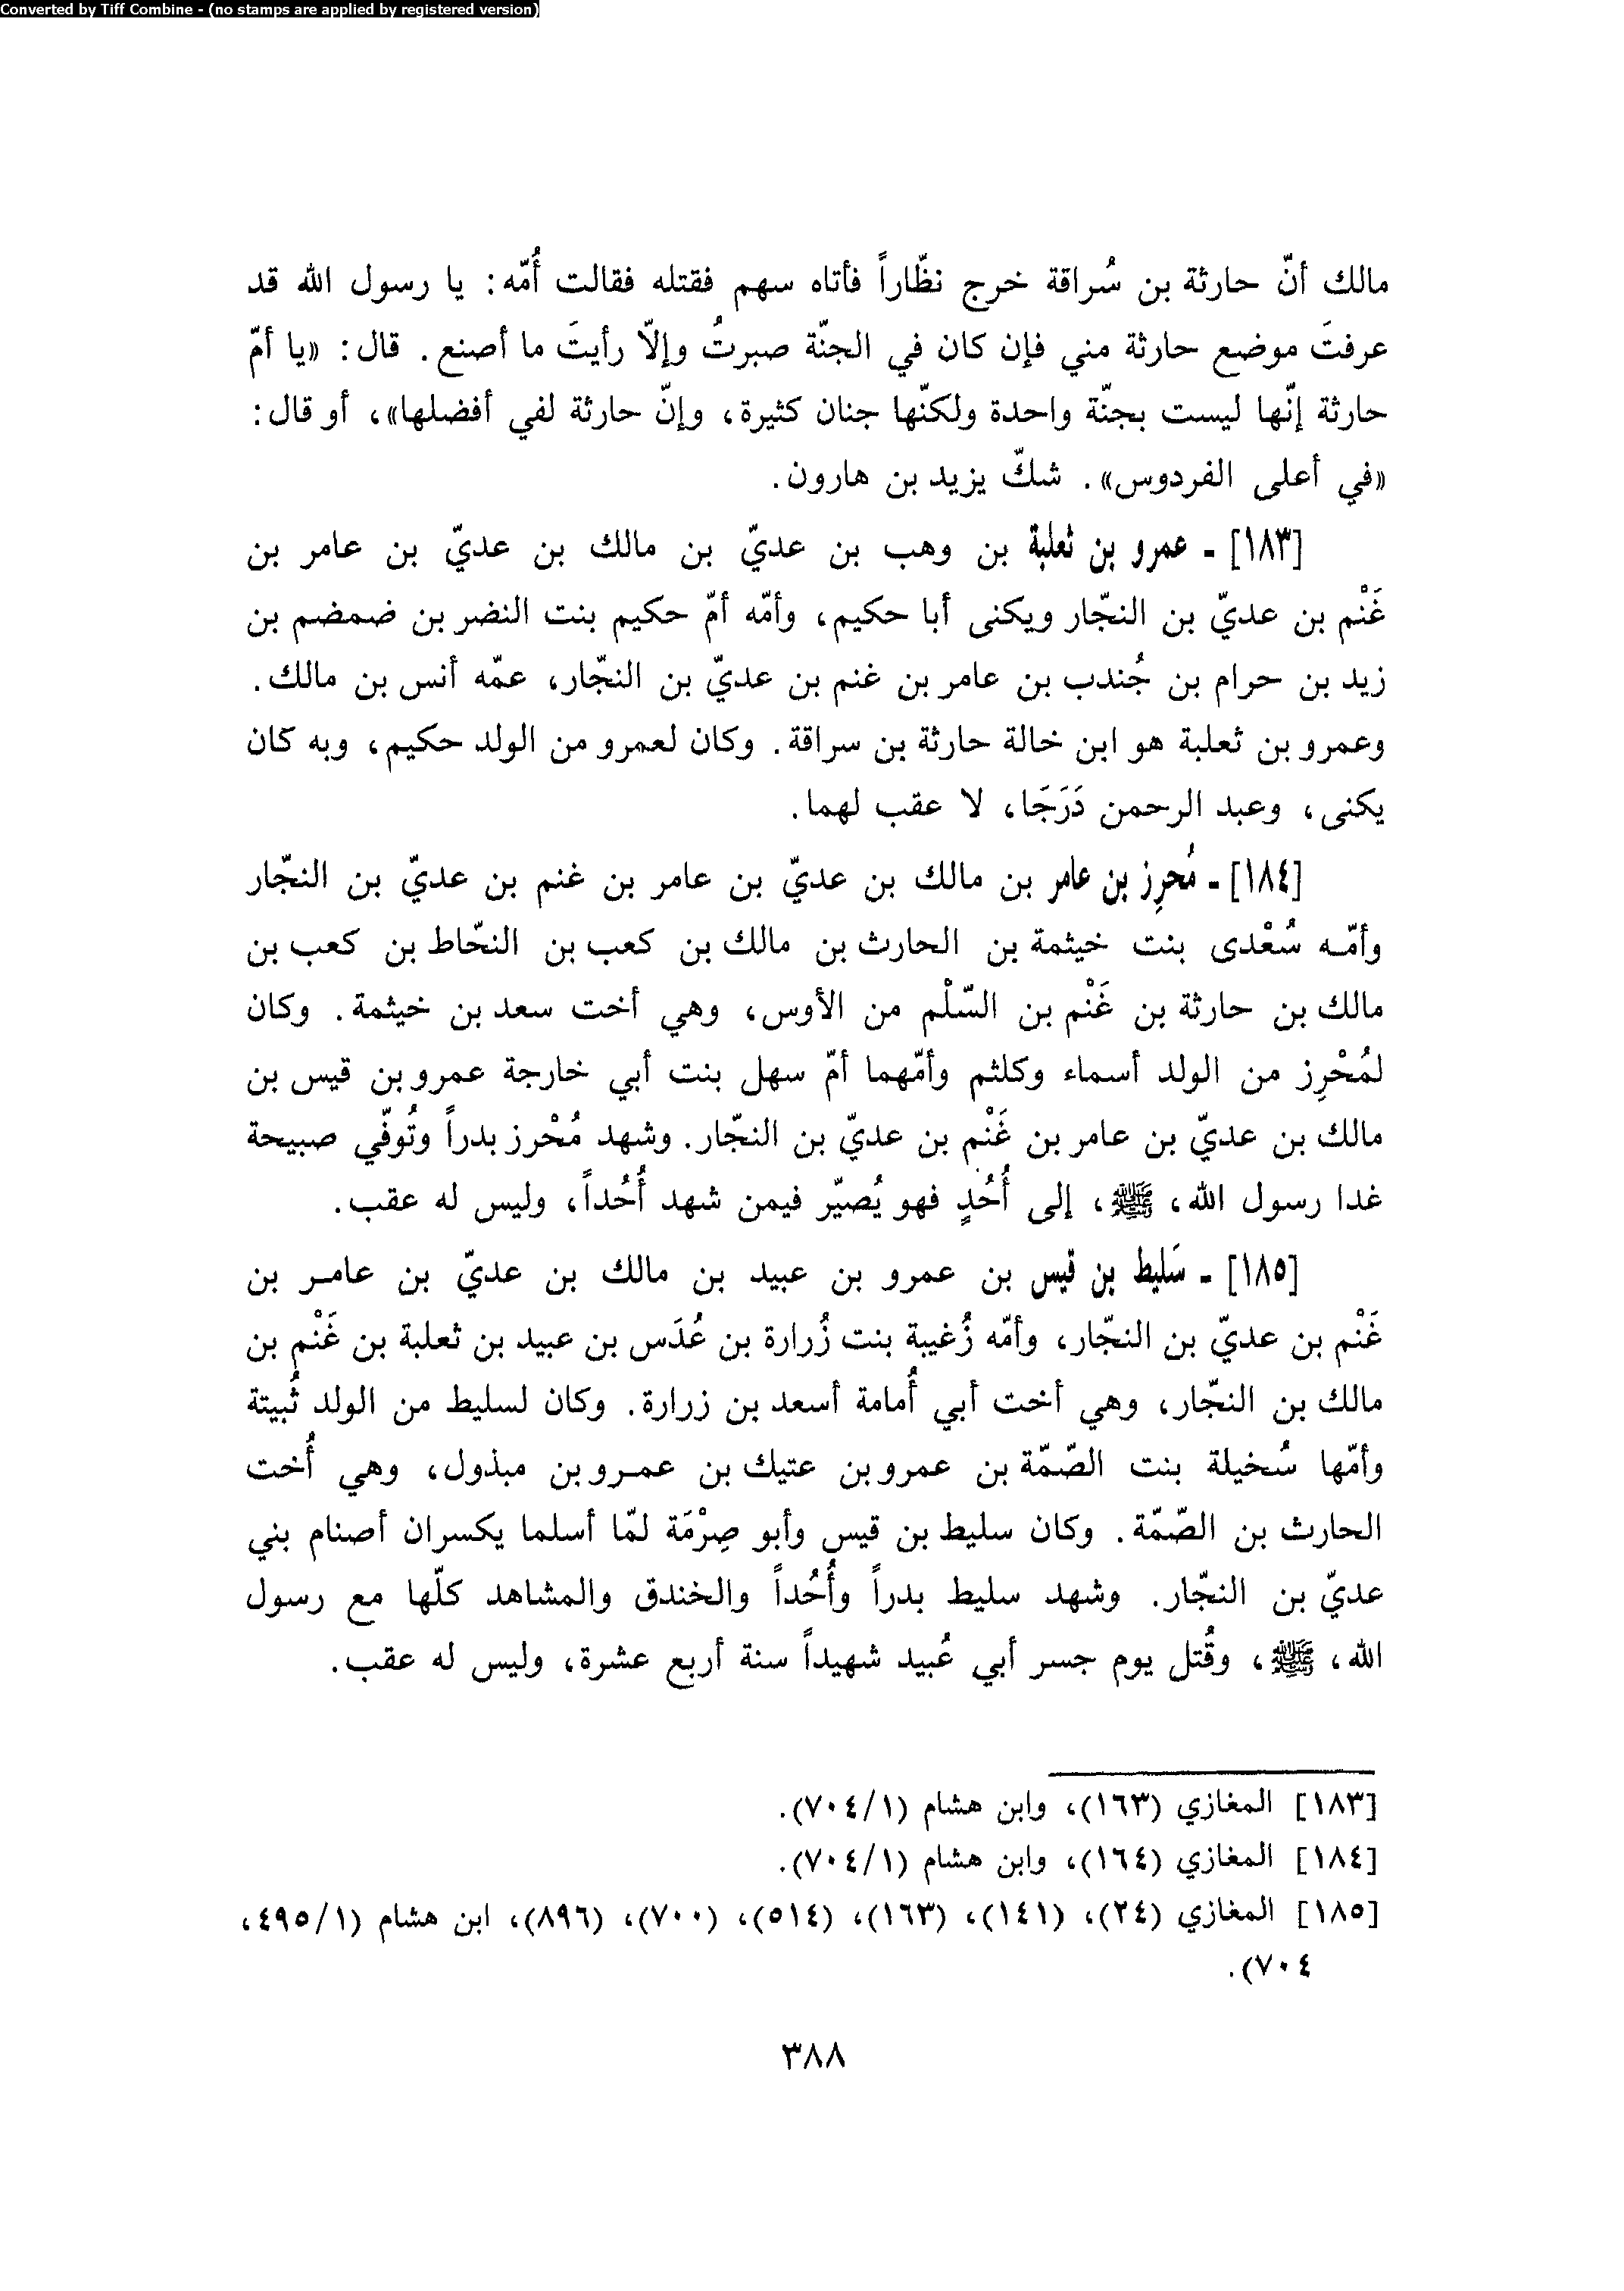 Converted by Tiff Combine - (no stamps are applied by registered version)
مالك أنّ حارثة بن سُراقة خرج نظّاراً فأتاه سهم فقتله فقالت أُمّه: يا رسول الله قد
عرفتَ موضع حارثة مني فإن كان في الجنّة صبرتُ وإلاّ رأيتَ ما أصنع. قال: «يا أمّ
حارثة إنّها ليست بجنّة واحدة ولكنّها جنان كثيرة، وإنّ حارثة لفي أفضلها»، أو قال:
«في أعلى الفردوس». شكّ يزيد بن هارون.
[١٨٣] ـ عمرو بن ثعلبة بن وهب بن عديّ بن مالك بن عديّ بن عامر بن
غَنْم بن عديّ بن النجّار ويكنى أبا حكيم، وأمّه أمّ حكيم بنت النضر بن ضمضم بن
زيد بن حرام بن جُندب بن عامر بن غنم بن عديّ بن النجّار، عمّه أنس بن مالك.
وعمرو بن ثعلبة هو ابن خالة حارثة بن سراقة. وكان لعمرو من الولد حكيم، وبه كان
يكنى، وعبد الرحمن دَرَجَا، لا عقب لهما.
[١٨٤] ـ مُحرِز بن عامر بن مالك بن عديّ بن عامر بن غنم بن عديّ بن النجّار
وأمّه سُعْدى بنت خيثمة بن الحارث بن مالك بن كعب بن النحّاط بن كعب بن
مالك بن حارثة بن غَنْم بن السّلْم من الأوس، وهي أخت سعد بن خيثمة. وكان
لمُحْرِز من الولد أسماء وكلثم وأمّهما أمّ سهل بنت أبي خارجة عمرو بن قيس بن
مالك بن عديّ بن عامر بن غَنْم بن عديّ بن النجّار. وشهد مُحْرز بدراً وتُوفّي صبيحة
غدا رسول الله، ﷺ، إلى أُحُدٍ فهو يُصيّر فيمن شهد أُحُداً، وليس له عقب.
[١٨٥] ـ سَليط بن قيس بن عمرو بن عبيد بن مالك بن عديّ بن عامر بن
غَنْم بن عديّ بن النجّار، وأمّه زُغيبة بنت زُرارة بن عُدَس بن عبيد بن ثعلبة بن غَنْم بن
مالك بن النجّار، وهي أخت أبي أُمامة أسعد بن زرارة. وكان لسليط من الولد ثُبيتة
وأمّها سُخيلة بنت الصّمّة بن عمرو بن عتيك بن عمرو بن مبذول، وهي أُخت
الحارث بن الصّمّة. وكان سليط بن قيس وأبو صِرْمَة لمّا أسلما يكسران أصنام بني
عديّ بن النجّار. وشهد سليط بدراً وأُحُداً والخندق والمشاهد كلّها مع رسول
الله، ﷺ، وقُتل يوم جسر أبي عُبيد شهيداً سنة أربع عشرة، وليس له عقب.
[١٨٣] المغازي (١٦٣)، وابن هشام (٧٠٤/١).
[١٨٤] المغازي (١٦٤)، وابن هشام (٧٠٤/١).
[١٨٥] المغازي (٢٤)، (١٤١)، (١٦٣)، (٥١٤)، (٧٠٠)، (٨٩٦)، ابن هشام (٤٩٥/١،
٧٠٤).
٣٨٨